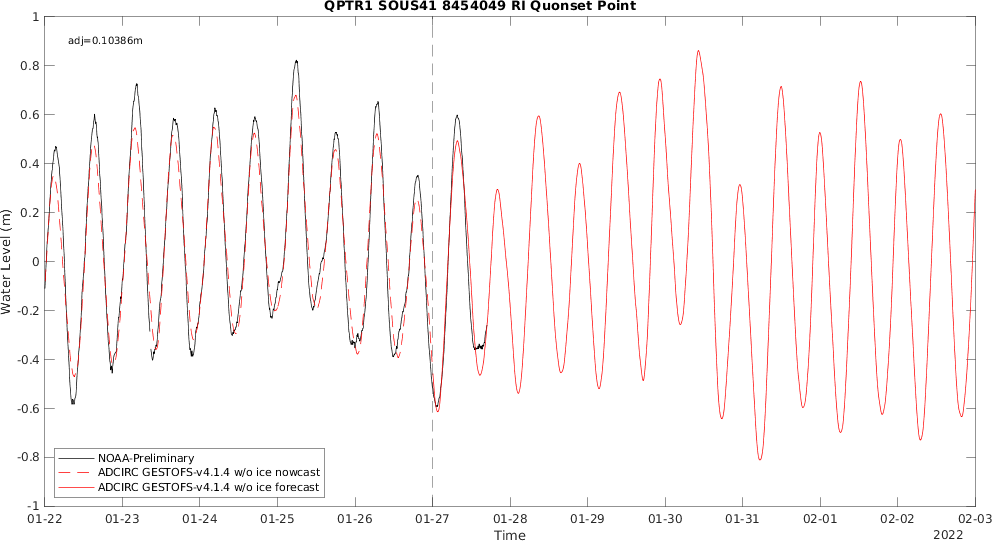 QPTR1 SOUS41 8454049 RI Quonset Point
adj=0.10386m
Water Level (m)
1
0.8
0.6
0.4
0.2
0
-0.2
-0.4
-0.6
-0.8
-1
NOAA-Preliminary
ADCIRC GESTOFS-v4.1.4 w/o ice nowcast
ADCIRC GESTOFS-v4.1.4 w/o ice forecast
01-22 01-23 01-24 01-25 01-26 01-27 01-28 01-29 01-30 01-31 02-01 02-02 02-03
Time
2022